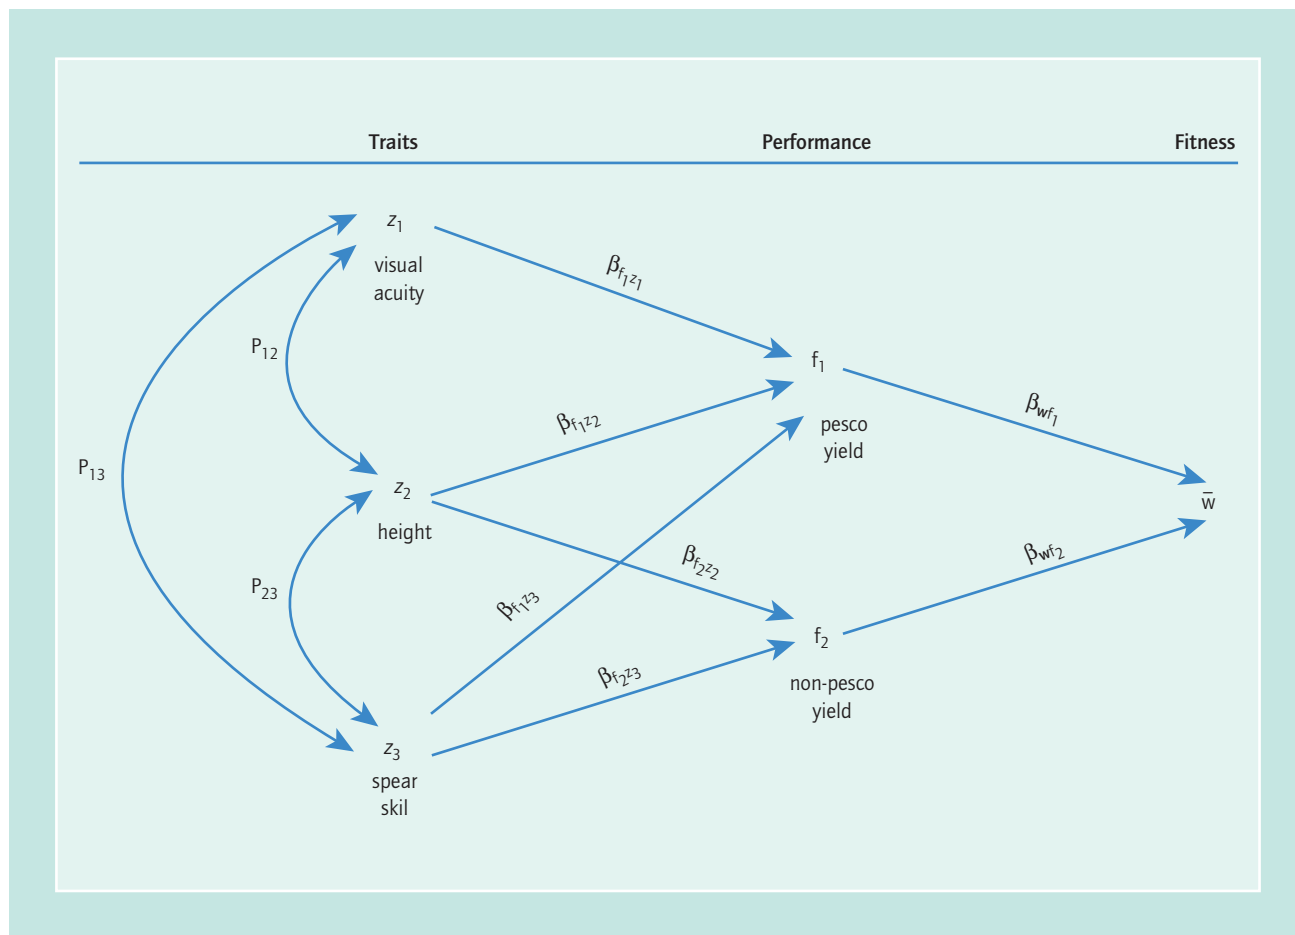 Traits Performance Fitness
z1
visual
acuity
βf1z1
P12
f1
pesco
yield
βf1z2
βwf1
P13
z2
height
w̄
βf2z2
βwf2
P23
βf1z3
f2
non-pesco
yield
βf2z3
z3
spear
skil